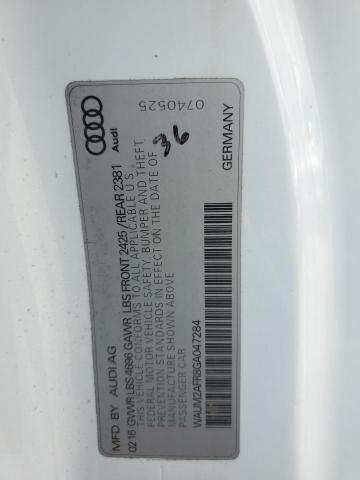 MFD. BY AUDI AG
0216 GVWR LBS 4696 GAWR LBS FRONT 2425 / REAR 2381
THIS VEHICLE CONFORMS TO ALL APPLICABLE U S
FEDERAL MOTOR VEHICLE SAFETY, BUMPER AND THEFT
PREVENTION STANDARDS IN EFFECT ON THE DATE OF
MANUFACTURE SHOWN ABOVE
PASSENGER CAR
WAUM2AFR8GA047284
GERMANY
Audi
0740525
36